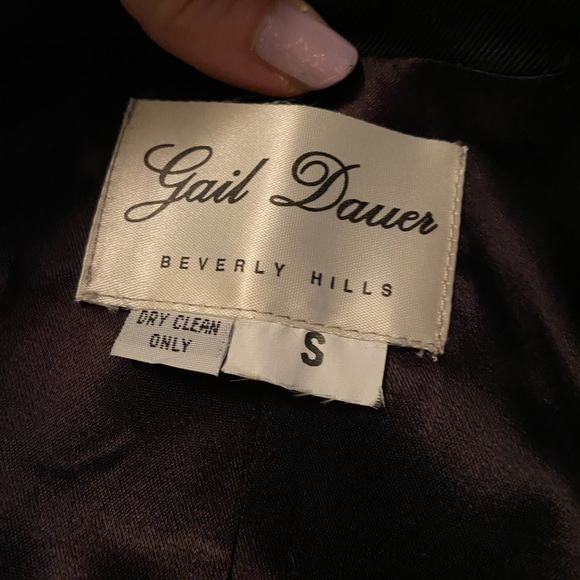 Gail Dauer
BEVERLY HILLS
DRY CLEAN
ONLY
S